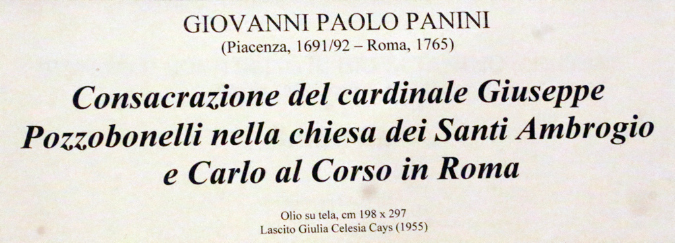 GIOVANNI PAOLO PANINI
(Piacenza, 1691/92 – Roma, 1765)
Consacrazione del cardinale Giuseppe
Pozzobonelli nella chiesa dei Santi Ambrogio
e Carlo al Corso in Roma
Olio su tela, cm 198 x 297
Lascito Giulia Celesia Cays (1955)